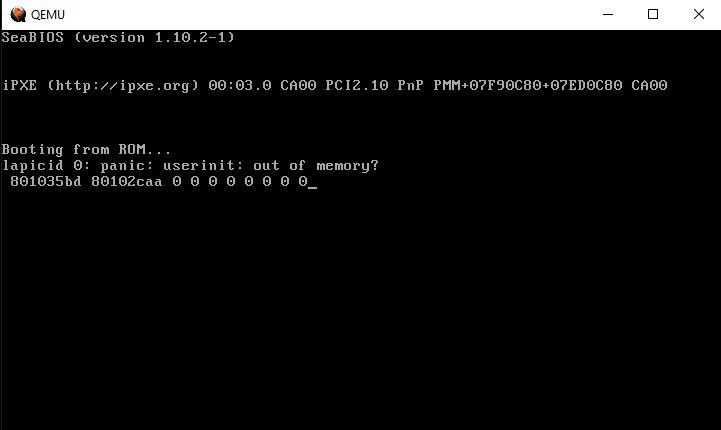 QEMU
SeaBIOS (version 1.10.2-1)
iPXE (http://ipxe.org) 00:03.0 CA00 PCI2.10 PnP PMM+07F90C80+07ED0C80 CA00
Booting from ROM...
lapicid 0: panic: userinit: out of memory?
 801035bd 80102caa 0 0 0 0 0 0 0 0_